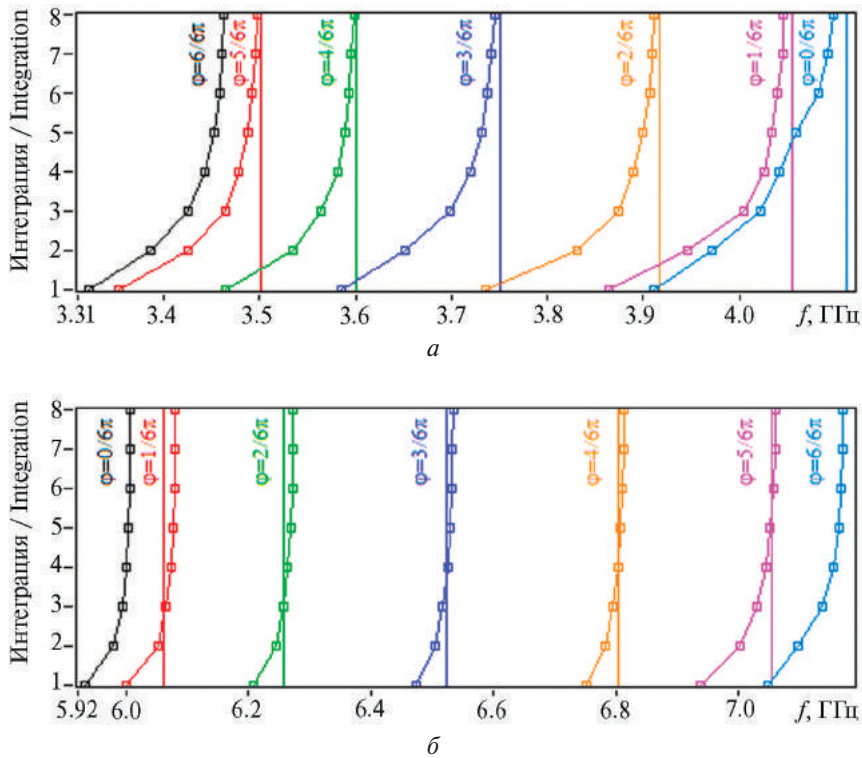 Интеграция / Integration
8
7
6
5
4
3
2
1
φ=6/6π
φ=5/6π
φ=4/6π
φ=3/6π
φ=2/6π
φ=1/6π
φ=0/6π
3.31 3.4 3.5 3.6 3.7 3.8 3.9 4.0 f, ГГц
а
Интеграция / Integration
8
7
6
5
4
3
2
1
φ=0/6π
φ=1/6π
φ=2/6π
φ=3/6π
φ=4/6π
φ=5/6π
φ=6/6π
5.92 6.0 6.2 6.4 6.6 6.8 7.0 f, ГГц
б